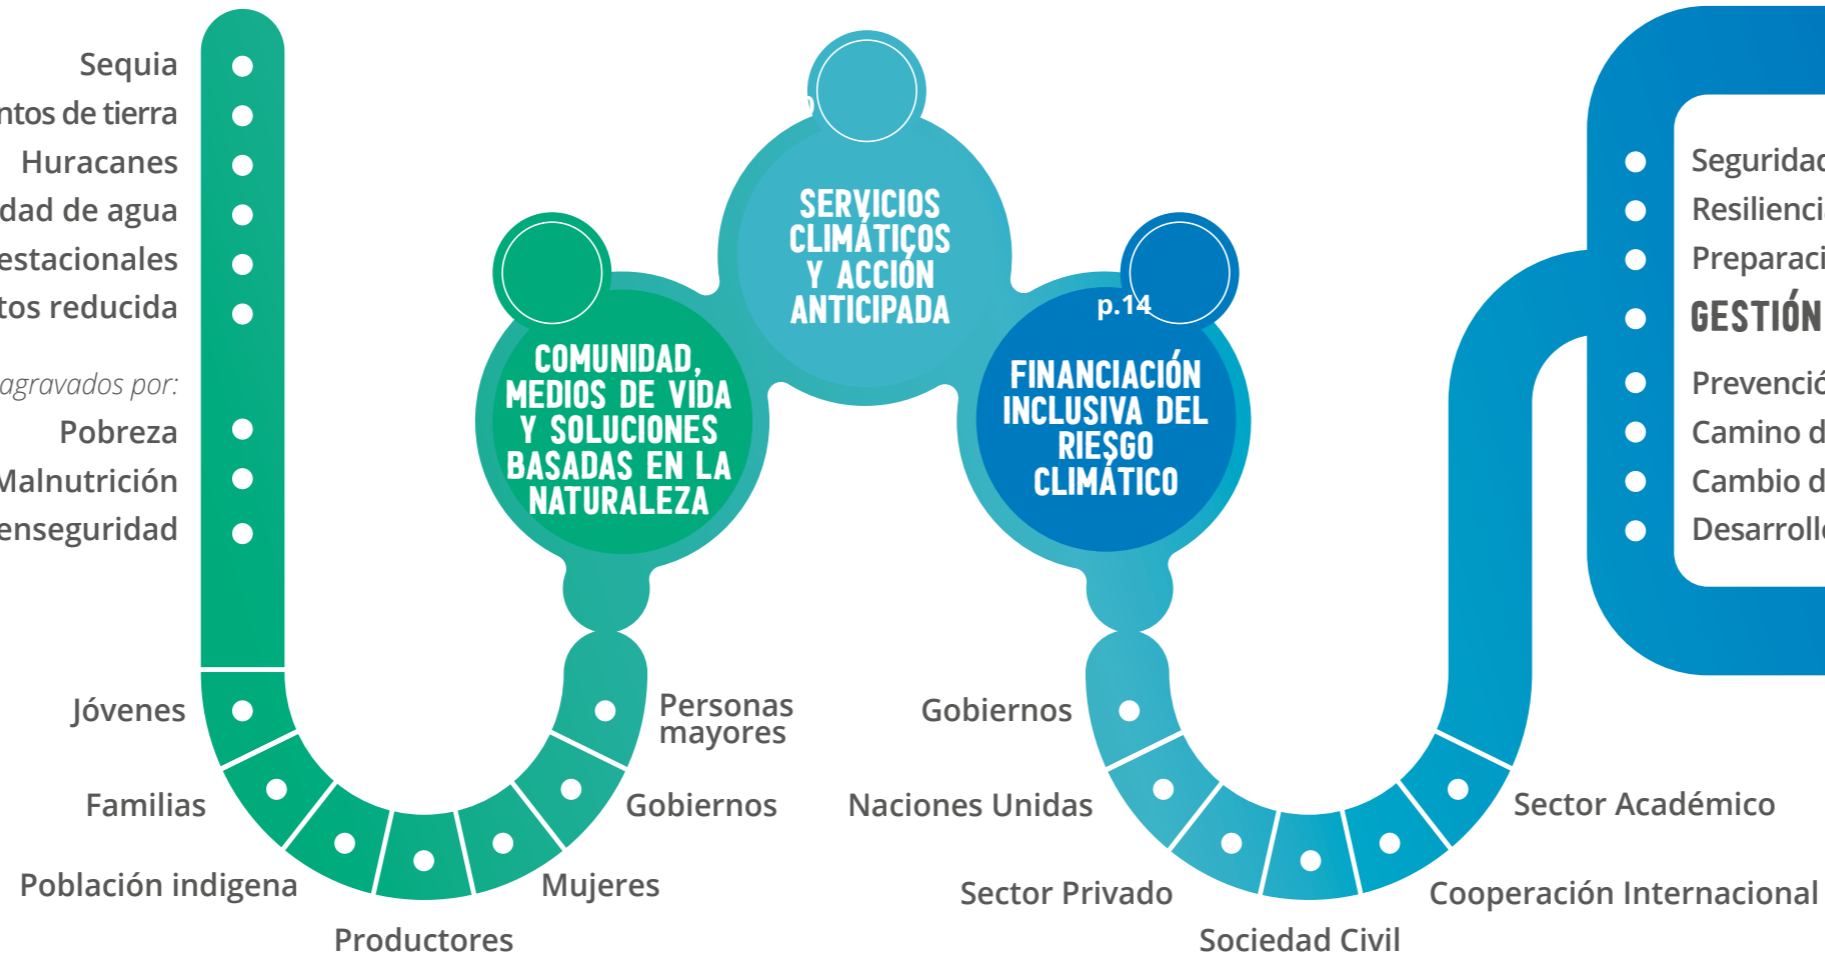 Sequia
ntos de tierra
Huracanes
dad de agua
estacionales
tos reducida
agravados por:
Pobreza
Malnutrición
enseguridad
SERVICIOS
CLIMÁTICOS
Y ACCIÓN
ANTICIPADA
COMUNIDAD,
MEDIOS DE VIDA
Y SOLUCIONES
BASADAS EN LA
NATURALEZA
p.14
FINANCIACIÓN
INCLUSIVA DEL
RIESGO
CLIMÁTICO
Seguridad
Resiliencia
Preparaci
GESTIÓN
Prevenció
Camino d
Cambio d
Desarrollo
Jóvenes
Familias
Población indigena
Productores
Mujeres
Gobiernos
Personas
mayores
Gobiernos
Naciones Unidas
Sector Privado
Sociedad Civil
Cooperación Internacional
Sector Académico